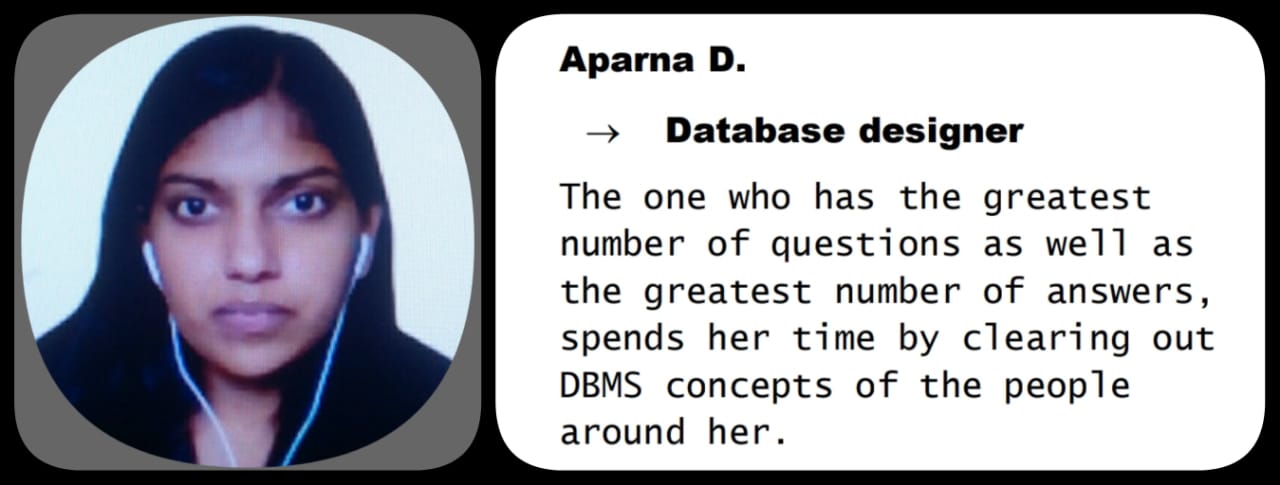 Aparna D.
→ Database designer
The one who has the greatest
number of questions as well as
the greatest number of answers,
spends her time by clearing out
DBMS concepts of the people
around her.